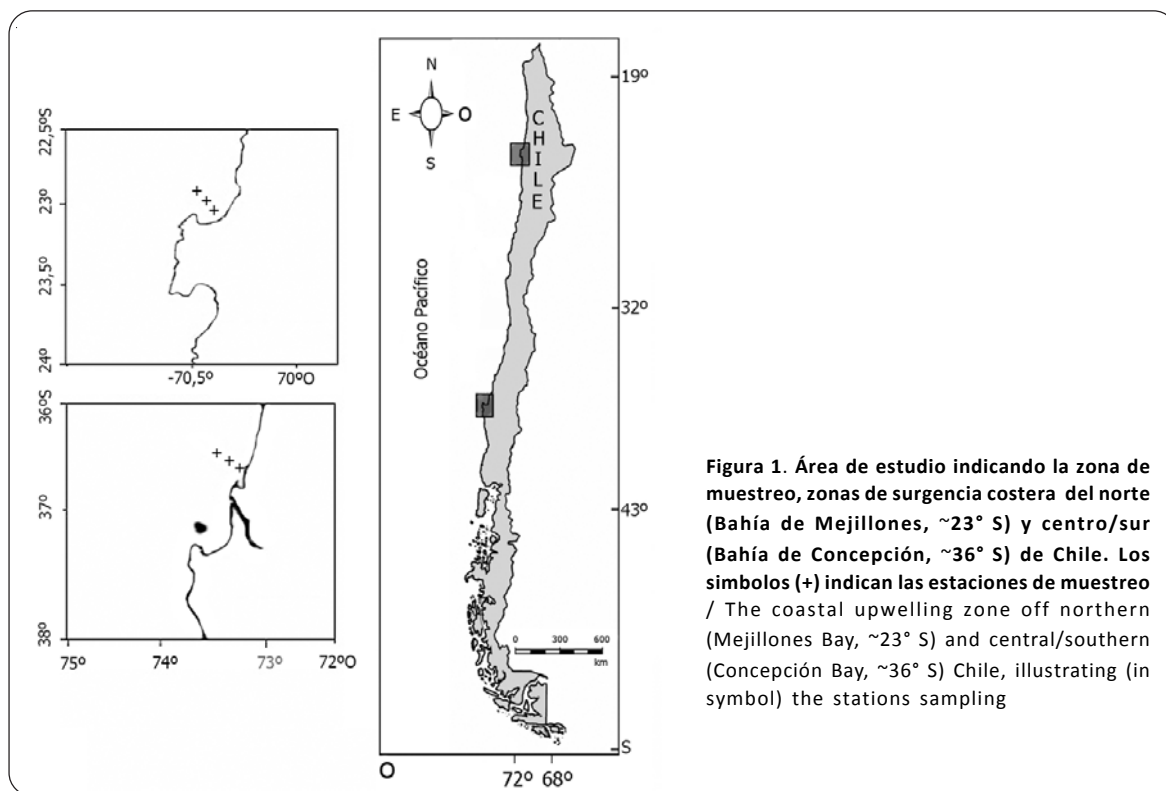 22,5ºS
23º
23,5º
24º
-70,5º
70ºO
36ºS
37º
38º
75º
74º
73º
72ºO
N
E
O
S
CHILE
Océano Pacífico
19º
32º
43º
S
0 300 600
km
O
72º 68º
Figura 1. Área de estudio indicando la zona de
muestreo, zonas de surgencia costera del norte
(Bahía de Mejillones, ~23° S) y centro/sur
(Bahía de Concepción, ~36° S) de Chile. Los
simbolos (+) indican las estaciones de muestreo
/ The coastal upwelling zone off northern
(Mejillones Bay, ~23° S) and central/southern
(Concepción Bay, ~36° S) Chile, illustrating (in
symbol) the stations sampling